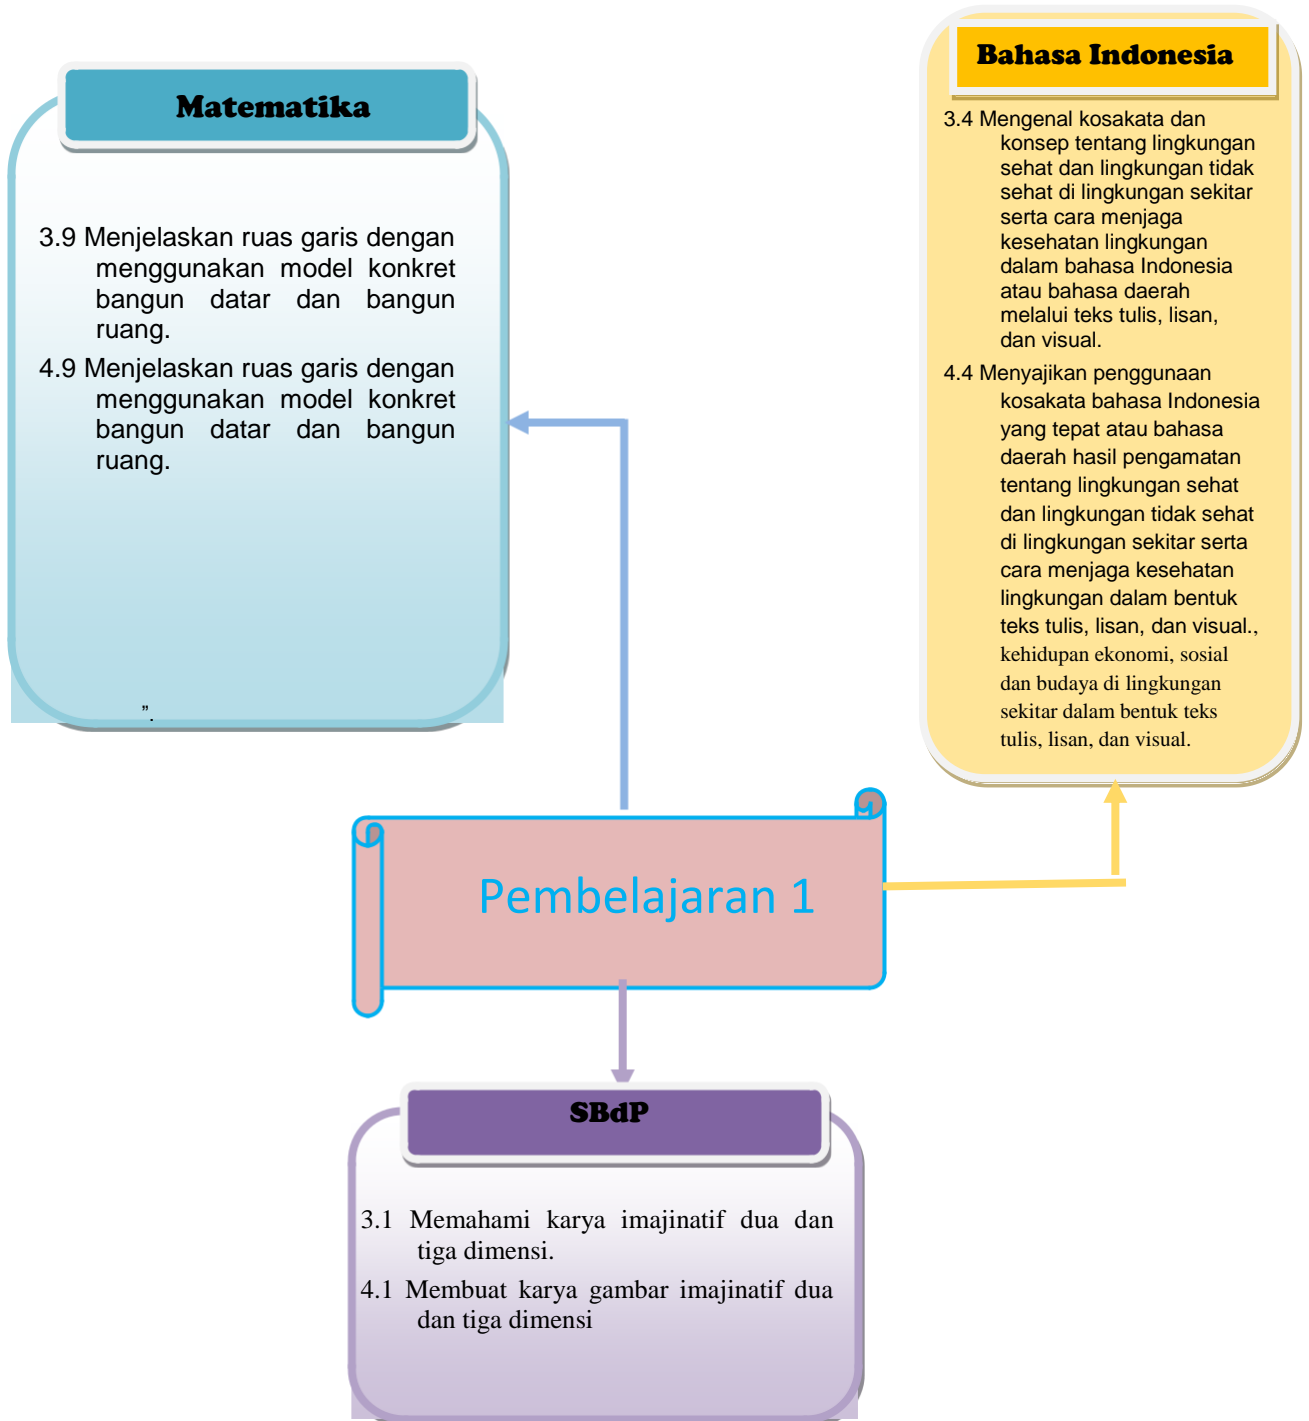 Matematika
3.9 Menjelaskan ruas garis dengan
menggunakan model konkret
bangun datar dan bangun
ruang.
4.9 Menjelaskan ruas garis dengan
menggunakan model konkret
bangun datar dan bangun
ruang.
”.
Bahasa Indonesia
3.4 Mengenal kosakata dan
konsep tentang lingkungan
sehat dan lingkungan tidak
sehat di lingkungan sekitar
serta cara menjaga
kesehatan lingkungan
dalam bahasa Indonesia
atau bahasa daerah
melalui teks tulis, lisan,
dan visual.
4.4 Menyajikan penggunaan
kosakata bahasa Indonesia
yang tepat atau bahasa
daerah hasil pengamatan
tentang lingkungan sehat
dan lingkungan tidak sehat
di lingkungan sekitar serta
cara menjaga kesehatan
lingkungan dalam bentuk
teks tulis, lisan, dan visual.,
kehidupan ekonomi, sosial
dan budaya di lingkungan
sekitar dalam bentuk teks
tulis, lisan, dan visual.
Pembelajaran 1
SBdP
3.1 Memahami karya imajinatif dua dan
tiga dimensi.
4.1 Membuat karya gambar imajinatif dua
dan tiga dimensi